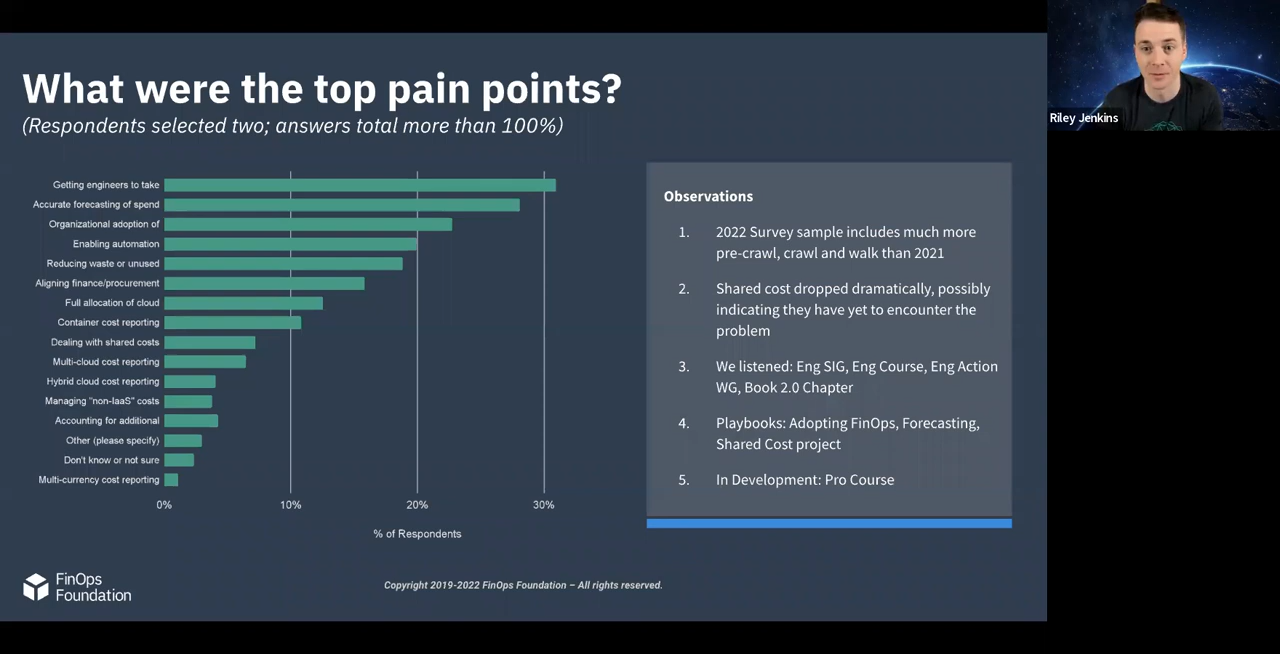 What were the top pain points?
(Respondents selected two; answers total more than 100%)
Riley Jenkins
Getting engineers to take
Accurate forecasting of spend
Organizational adoption of
Enabling automation
Reducing waste or unused
Aligning finance/procurement
Full allocation of cloud
Container cost reporting
Dealing with shared costs
Multi-cloud cost reporting
Hybrid cloud cost reporting
Managing "non-IaaS" costs
Accounting for additional
Other (please specify)
Don't know or not sure
Multi-currency cost reporting
0%
10%
20%
30%
% of Respondents
Observations
1. 2022 Survey sample includes much more
pre-crawl, crawl and walk than 2021
2. Shared cost dropped dramatically, possibly
indicating they have yet to encounter the
problem
3. We listened: Eng SIG, Eng Course, Eng Action
WG, Book 2.0 Chapter
4. Playbooks: Adopting FinOps, Forecasting,
Shared Cost project
5. In Development: Pro Course
FinOps
Foundation
Copyright 2019-2022 FinOps Foundation – All rights reserved.